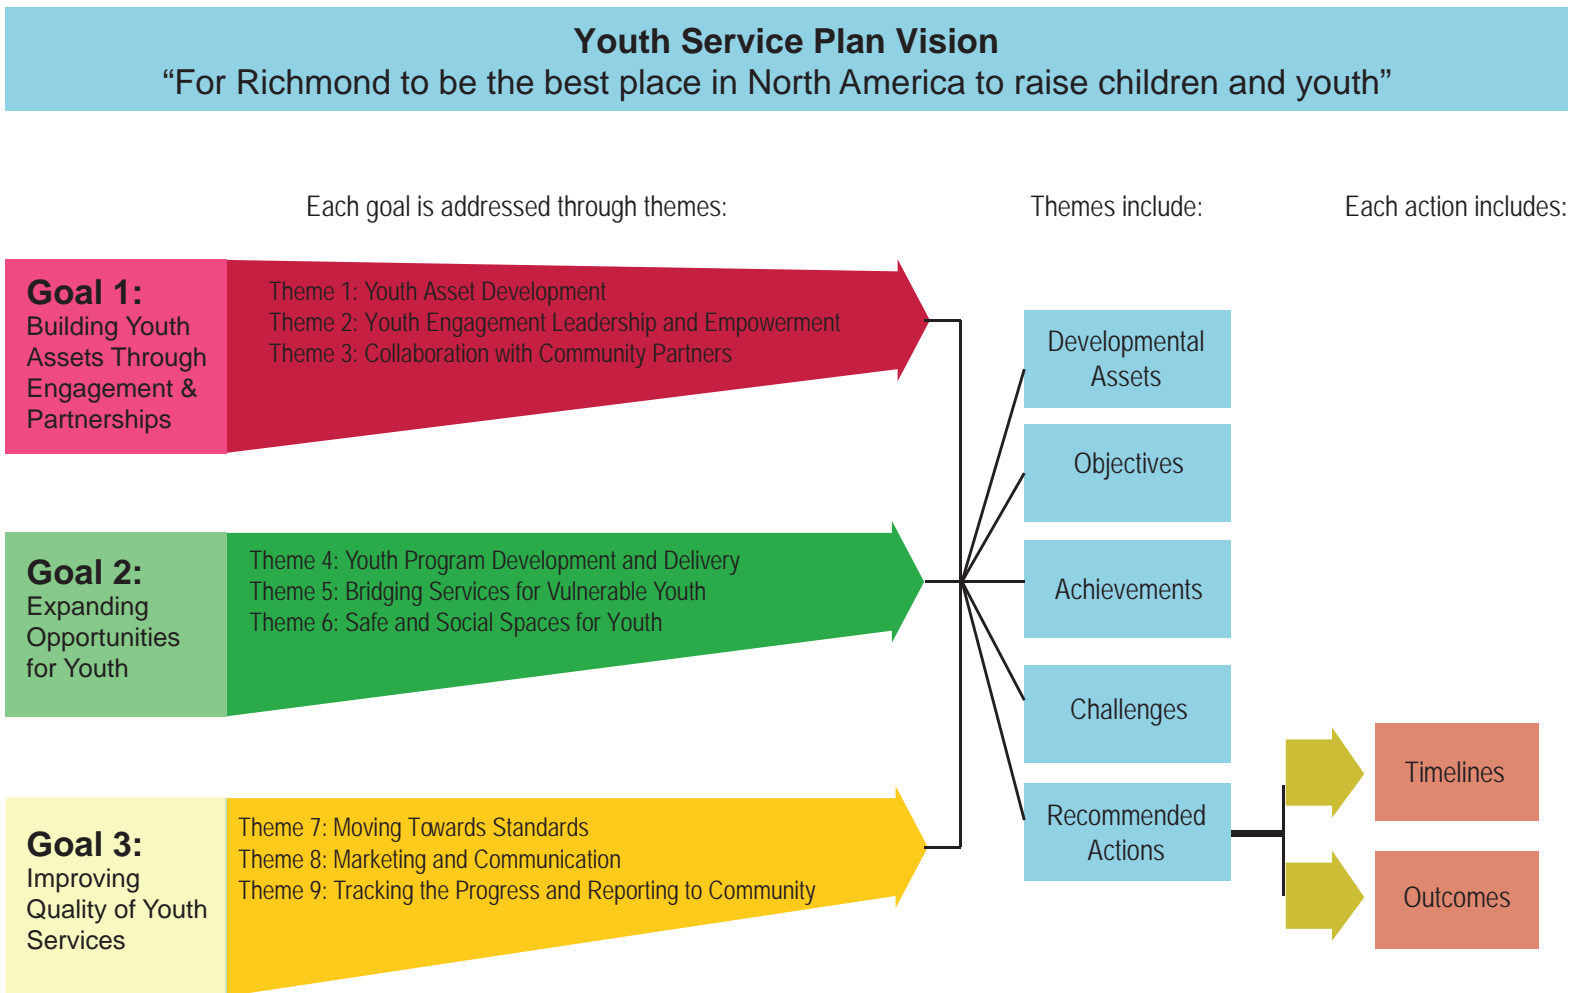 Youth Service Plan Vision
“For Richmond to be the best place in North America to raise children and youth”
Each goal is addressed through themes:
Themes include:
Each action includes:
Goal 1:
Building Youth
Assets Through
Engagement &
Partnerships
Theme 1: Youth Asset Development
Theme 2: Youth Engagement Leadership and Empowerment
Theme 3: Collaboration with Community Partners
Goal 2:
Expanding
Opportunities
for Youth
Theme 4: Youth Program Development and Delivery
Theme 5: Bridging Services for Vulnerable Youth
Theme 6: Safe and Social Spaces for Youth
Goal 3:
Improving
Quality of Youth
Services
Theme 7: Moving Towards Standards
Theme 8: Marketing and Communication
Theme 9: Tracking the Progress and Reporting to Community
Developmental
Assets
Objectives
Achievements
Challenges
Recommended
Actions
Timelines
Outcomes